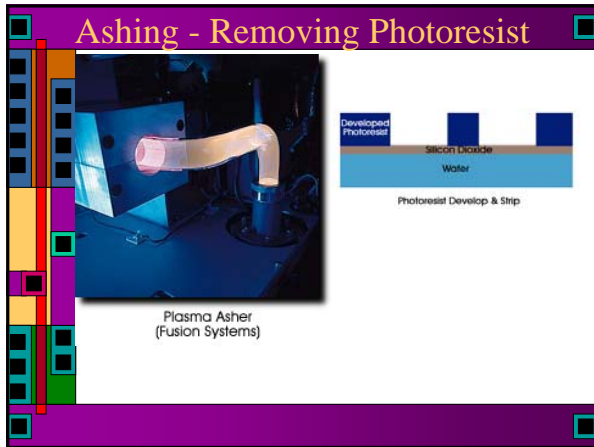 Ashing - Removing Photoresist
Developed
Photoresist
Silicon Dioxide
Wafer
Photoresist Develop & Strip
Plasma Asher
(Fusion Systems)